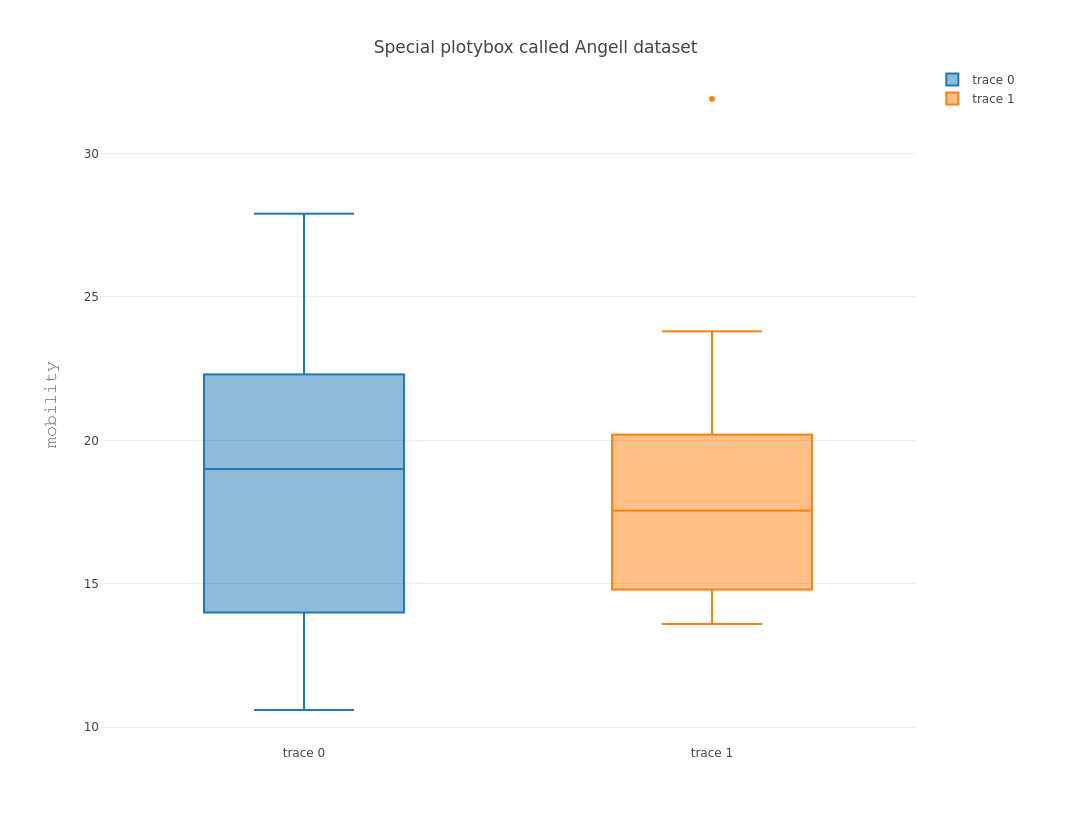 Special plotybox called Angell dataset
trace 0
trace 1
30
25
20
15
10
mobility
trace 0
trace 1